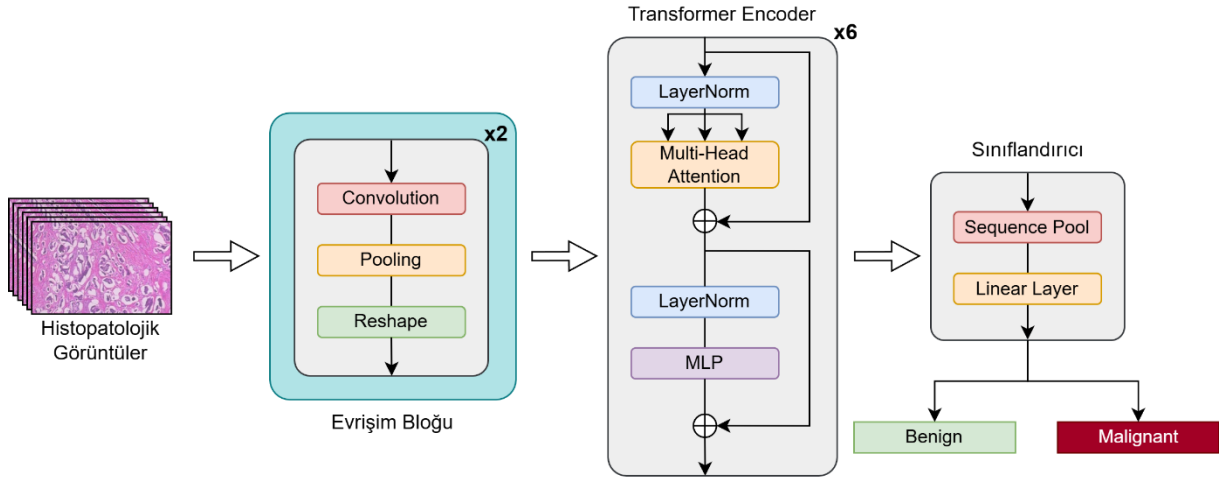 Histopatolojik
Görüntüler
x2
Convolution
Pooling
Reshape
Evrişim Bloğu
Transformer Encoder
x6
LayerNorm
Multi-Head
Attention
LayerNorm
MLP
Sınıflandırıcı
Sequence Pool
Linear Layer
Benign
Malignant